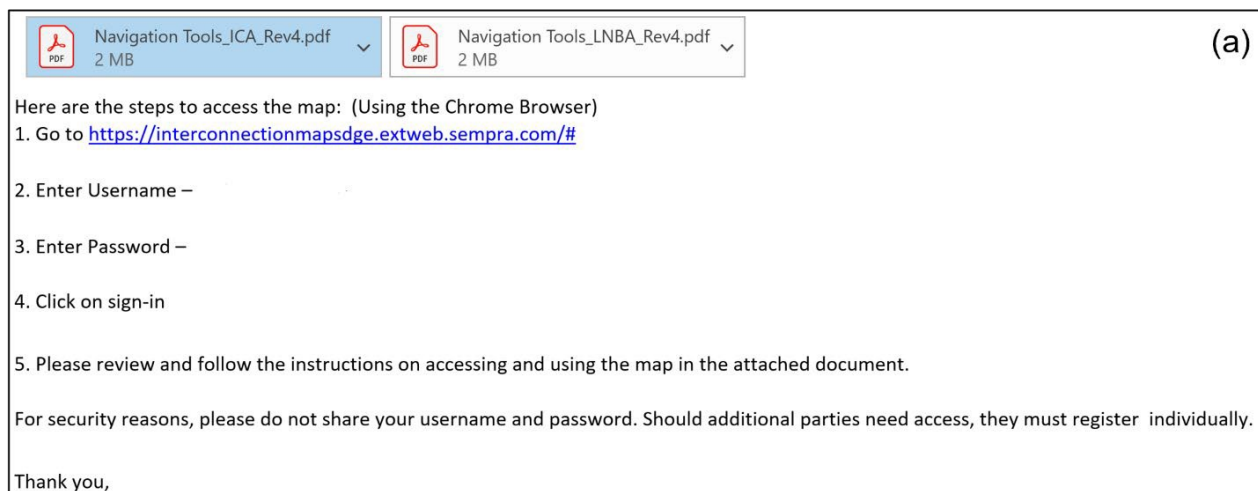 Navigation Tools_ICA_Rev4.pdf
2 MB
PDF
Navigation Tools_LNBA_Rev4.pdf
2 MB
PDF
(a)
Here are the steps to access the map:  (Using the Chrome Browser)
1. Go to https://interconnectionmapsdge.extweb.sempra.com/#
2. Enter Username –
3. Enter Password –
4. Click on sign-in
5. Please review and follow the instructions on accessing and using the map in the attached document.
For security reasons, please do not share your username and password. Should additional parties need access, they must register  individually.
Thank you,